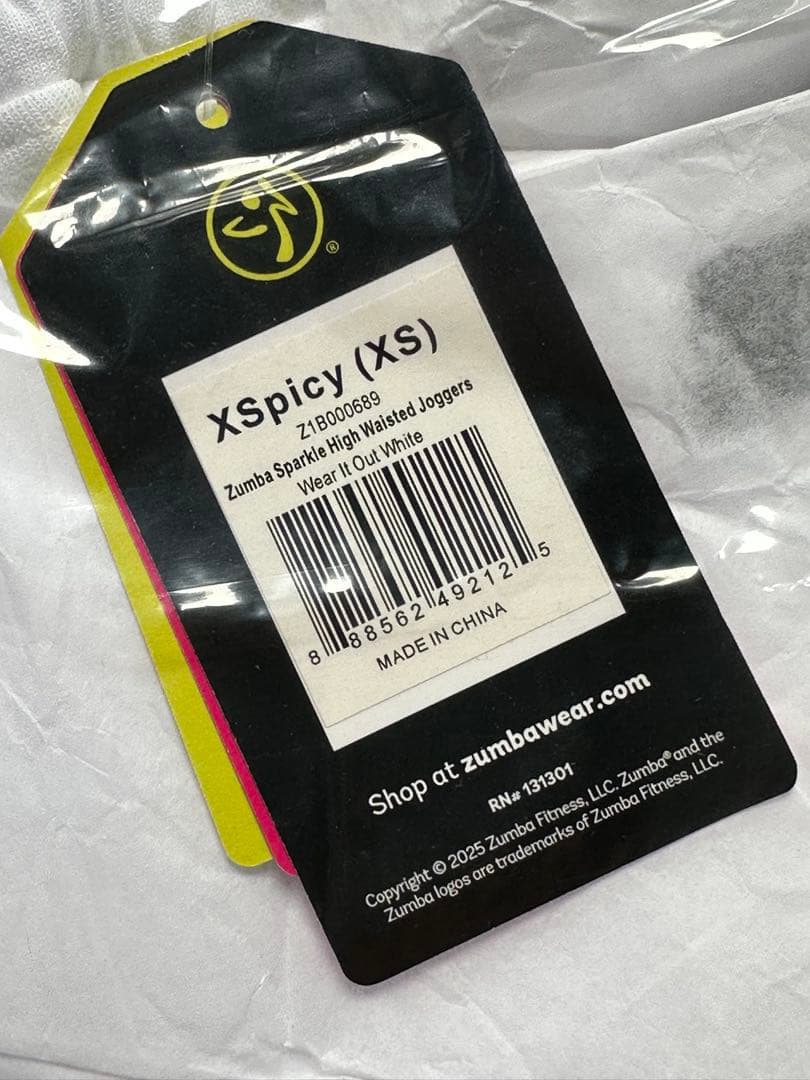 ®
XSpicy (XS)
Z1B000689
Zumba Sparkle High Waisted Joggers
Wear It Out White
8 88562 49212 5
MADE IN CHINA
Shop at zumbawear.com
RN# 131301
Copyright © 2025 Zumba Fitness, LLC. Zumba® and the
Zumba logos are trademarks of Zumba Fitness, LLC.